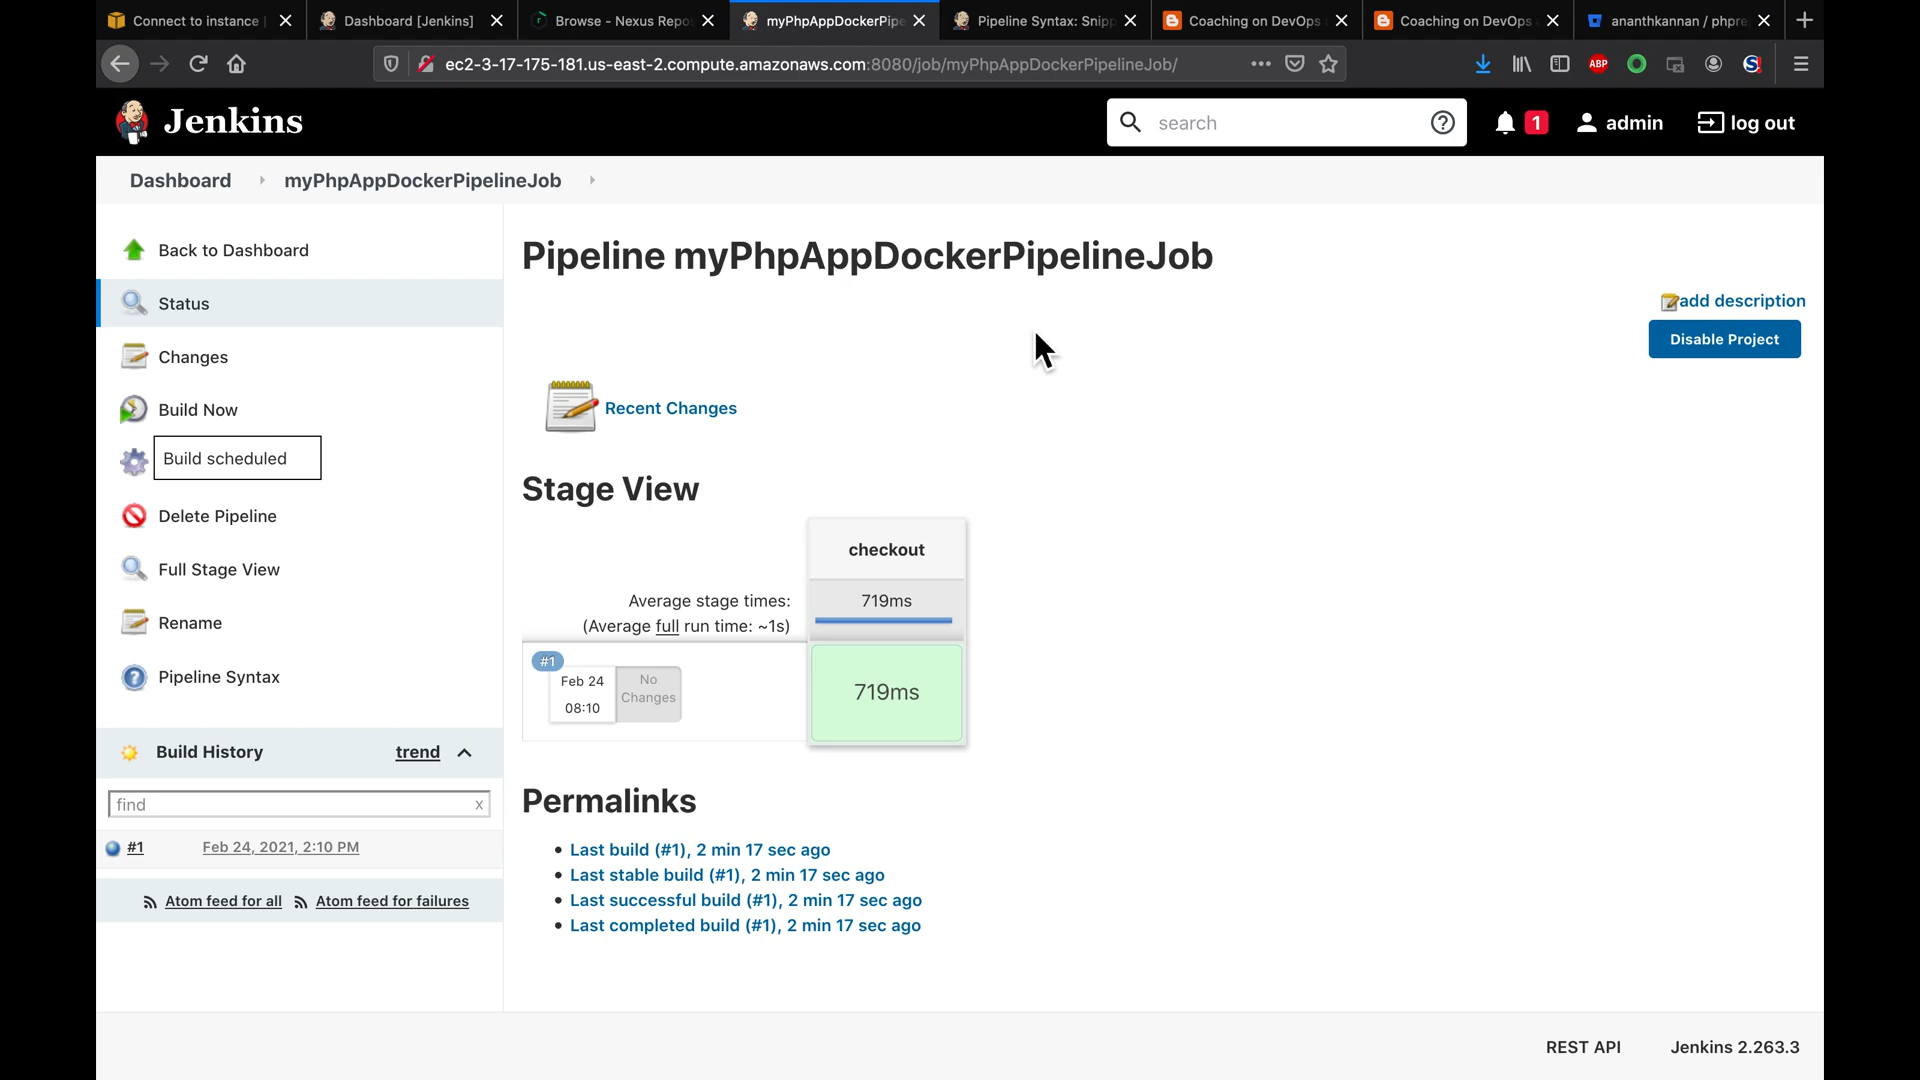 Connect to instance
Dashboard [Jenkins]
Browse - Nexus Repo
myPhpAppDockerPipe
Pipeline Syntax: Snipp
Coaching on DevOps
Coaching on DevOps
ananthkannan / phpre
ec2-3-17-175-181.us-east-2.compute.amazonaws.com:8080/job/myPhpAppDockerPipelineJob/
ABP
Jenkins
search
1
admin
log out
Dashboard
myPhpAppDockerPipelineJob
Back to Dashboard
Status
Changes
Build Now
Build scheduled
Delete Pipeline
Full Stage View
Rename
Pipeline Syntax
Build History
trend
find
x
#1
Feb 24, 2021, 2:10 PM
Atom feed for all
Atom feed for failures
Pipeline myPhpAppDockerPipelineJob
add description
Disable Project
Recent Changes
Stage View
checkout
Average stage times:
719ms
(Average full run time: ~1s)
#1
Feb 24
08:10
No
Changes
719ms
Permalinks
Last build (#1), 2 min 17 sec ago
Last stable build (#1), 2 min 17 sec ago
Last successful build (#1), 2 min 17 sec ago
Last completed build (#1), 2 min 17 sec ago
REST API
Jenkins 2.263.3